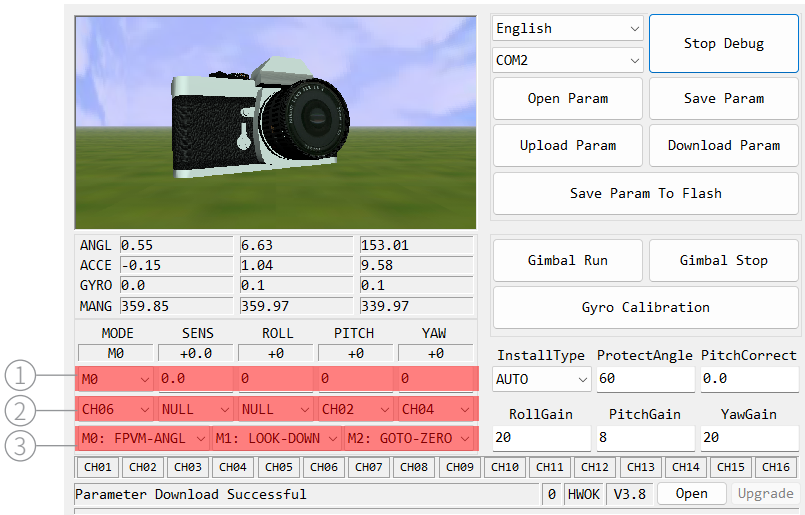 English
Stop Debug
COM2
Open Param Save Param
Upload Param Download Param
Save Param To Flash
ANGL 0.55 6.63 153.01
ACCE -0.15 1.04 9.58
GYRO 0.0 0.1 0.1
MANG 359.85 359.97 339.97
Gimbal Run Gimbal Stop
Gyro Calibration
MODE SENS ROLL PITCH YAW
M0 +0.0 +0 +0 +0
InstallType ProtectAngle PitchCorrect
1 M0 0.0 0 0 0
AUTO 60 0.0
2 CH06 NULL NULL CH02 CH04
RollGain PitchGain YawGain
3 M0: FPVM-ANGL M1: LOOK-DOWN M2: GOTO-ZERO
20 8 20
CH01 CH02 CH03 CH04 CH05 CH06 CH07 CH08 CH09 CH10 CH11 CH12 CH13 CH14 CH15 CH16
Parameter Download Successful 0 HWOK V3.8 Open Upgrade